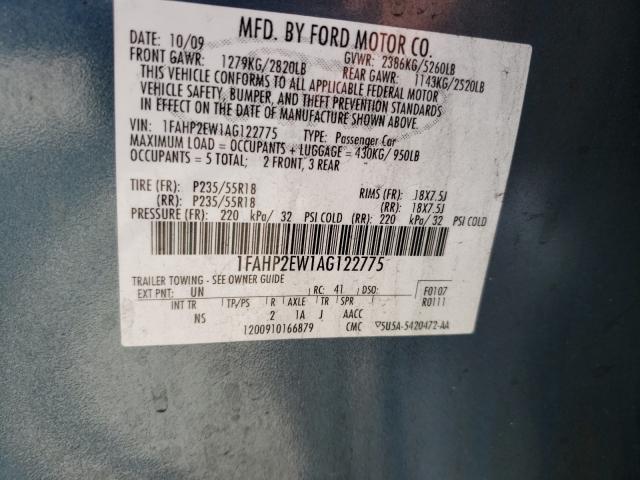 MFD. BY FORD MOTOR CO.
DATE: 10/09 GVWR: 2386KG/5260LB
FRONT GAWR: 1279KG/2820LB REAR GAWR: 1143KG/2520LB
THIS VEHICLE CONFORMS TO ALL APPLICABLE FEDERAL MOTOR
VEHICLE SAFETY, BUMPER, AND THEFT PREVENTION STANDARDS
IN EFFECT ON THE DATE OF MANUFACTURE SHOWN ABOVE.
VIN: 1FAHP2EW1AG122775 TYPE: Passenger Car
MAXIMUM LOAD = OCCUPANTS + LUGGAGE = 430KG/ 950LB
OCCUPANTS = 5 TOTAL; 2 FRONT, 3 REAR
TIRE (FR): P235/55R18 RIMS (FR): 18X7.5J
(RR): P235/55R18 (RR): 18X7.5J
PRESSURE (FR): 220 kPa/ 32 PSI COLD (RR): 220 kPa/ 32 PSI COLD
1FAHP2EW1AG122775
TRAILER TOWING - SEE OWNER GUIDE
EXT PNT: UN RC: 41 DSO: F0107
INT TR TP/PS R AXLE TR SPR R0111
NS 2 1A J AACC
1200910166879 CMC 5U5A-5420472-AA